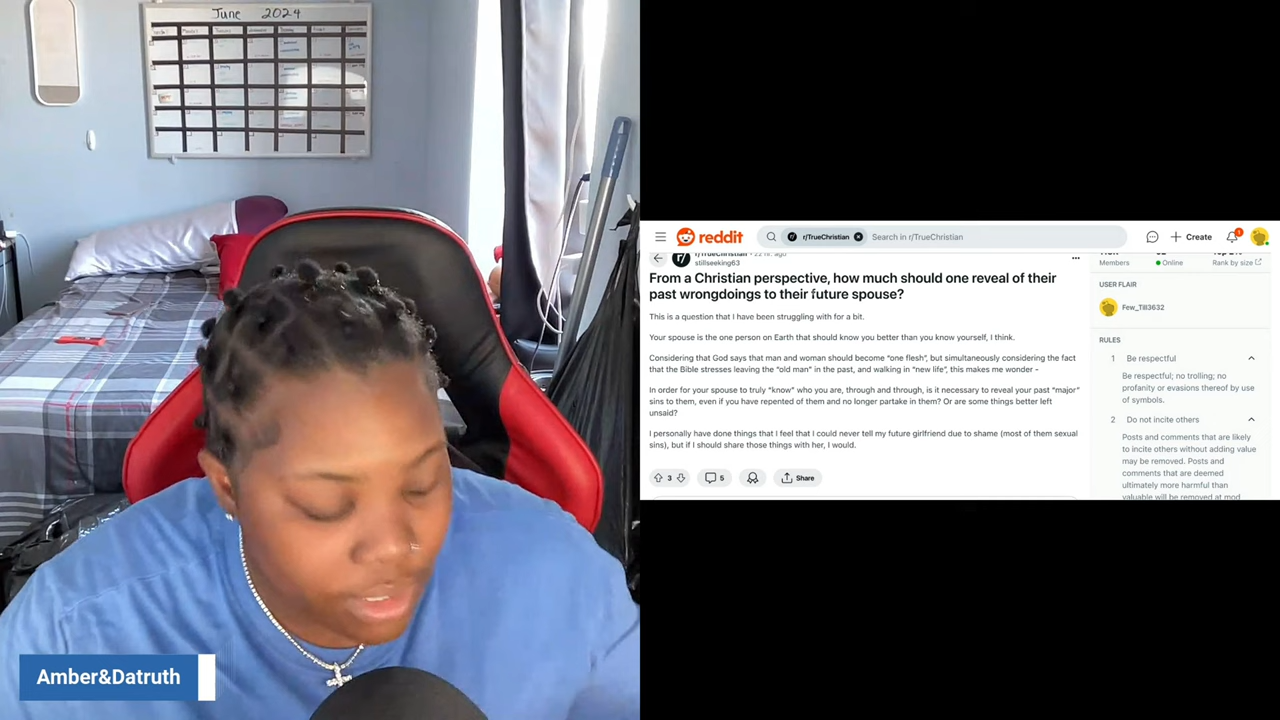 June 2024
Amber&Datruth
reddit
r/TrueChristian
Search in r/TrueChristian
Create
r/TrueChristian • 22 hr. ago
stillseeking63
From a Christian perspective, how much should one reveal of their
past wrongdoings to their future spouse?
This is a question that I have been struggling with for a bit.
Your spouse is the one person on Earth that should know you better than you know yourself, I think.
Considering that God says that man and woman should become "one flesh", but simultaneously considering the fact
that the Bible stresses leaving the "old man" in the past, and walking in "new life", this makes me wonder -
In order for your spouse to truly "know" who you are, through and through, is it necessary to reveal your past "major"
sins to them, even if you have repented of them and no longer partake in them? Or are some things better left
unsaid?
I personally have done things that I feel that I could never tell my future girlfriend due to shame (most of them sexual
sins), but if I should share those things with her, I would.
3
5
Share
Members
Online
Rank by size
USER FLAIR
Few_Till3632
RULES
1 Be respectful
Be respectful; no trolling; no
profanity or evasions thereof by use
of symbols.
2 Do not incite others
Posts and comments that are likely
to incite others without adding value
may be removed. Posts and
comments that are deemed
ultimately more harmful than
valuable will be removed at mod